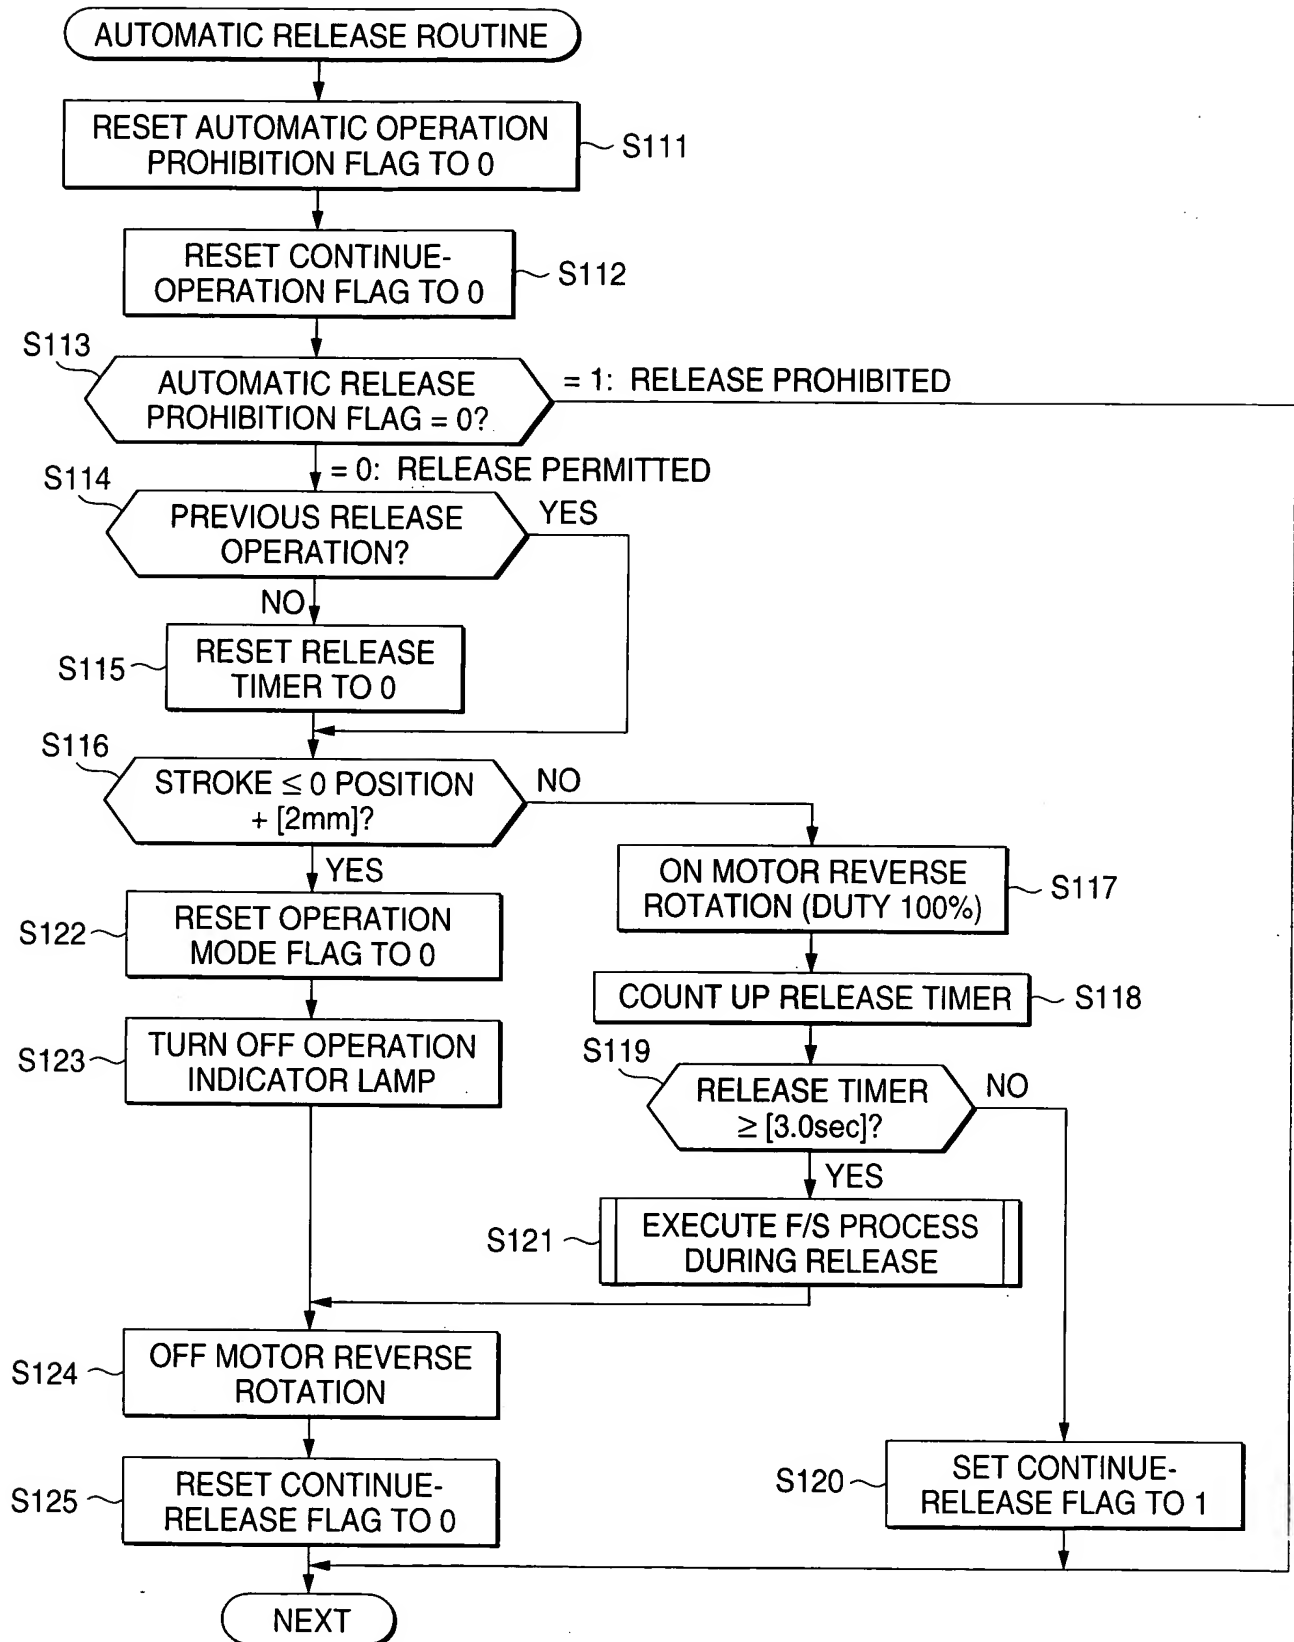 AUTOMATIC RELEASE ROUTINE
RESET AUTOMATIC OPERATION
PROHIBITION FLAG TO 0
S111
RESET CONTINUE-
OPERATION FLAG TO 0
S112
S113
AUTOMATIC RELEASE
PROHIBITION FLAG = 0?
= 1: RELEASE PROHIBITED
= 0: RELEASE PERMITTED
S114
PREVIOUS RELEASE
OPERATION?
YES
NO
S115
RESET RELEASE
TIMER TO 0
S116
STROKE ≤ 0 POSITION
+ [2mm]?
NO
YES
ON MOTOR REVERSE
ROTATION (DUTY 100%)
S117
S122
RESET OPERATION
MODE FLAG TO 0
COUNT UP RELEASE TIMER
S118
S123
TURN OFF OPERATION
INDICATOR LAMP
S119
RELEASE TIMER
≥ [3.0sec]?
NO
YES
S121
EXECUTE F/S PROCESS
DURING RELEASE
S124
OFF MOTOR REVERSE
ROTATION
S125
RESET CONTINUE-
RELEASE FLAG TO 0
S120
SET CONTINUE-
RELEASE FLAG TO 1
NEXT